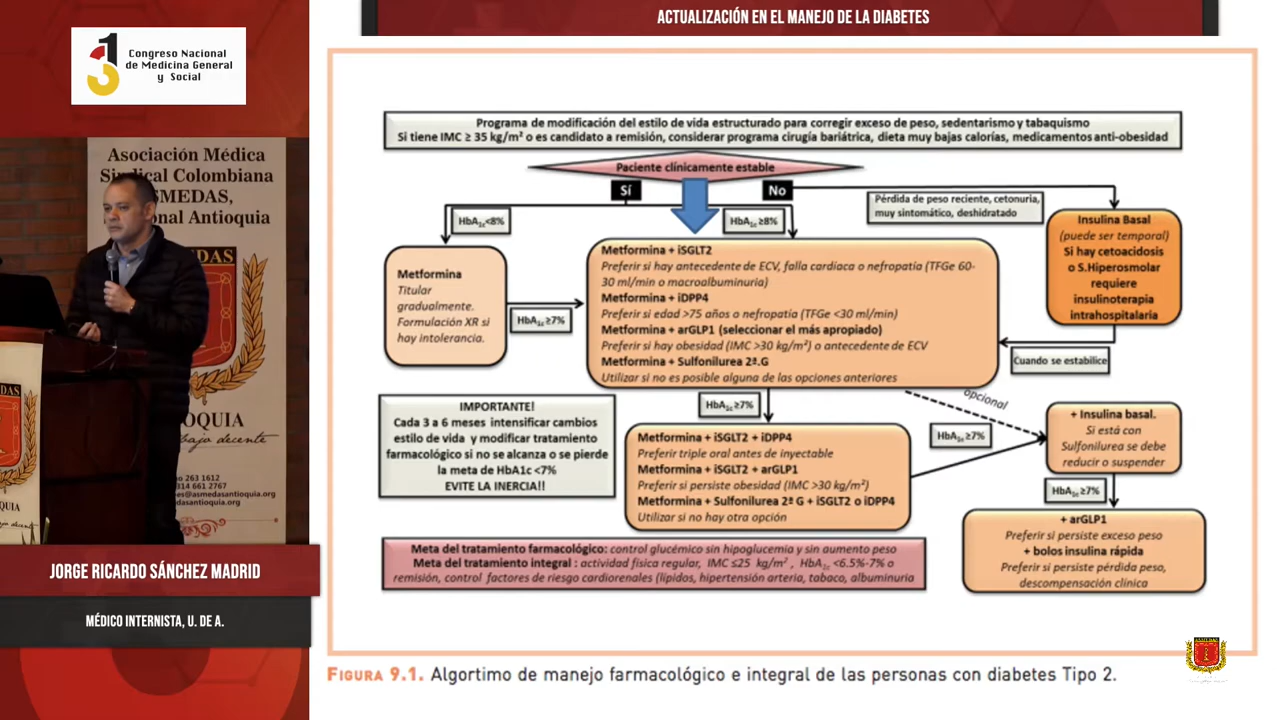 ACTUALIZACIÓN EN EL MANEJO DE LA DIABETES
31
Congreso Nacional
de Medicina General
y Social
Asociación Médica
Sindical Colombiana
ASMEDAS,
Antioquia
263 1612
314 661 2767
@asmedasantioquia.org
JORGE RICARDO SÁNCHEZ MADRID
MÉDICO INTERNISTA, U. DE A.
Programa de modificación del estilo de vida estructurado para corregir exceso de peso, sedentarismo y tabaquismo
Si tiene IMC ≥ 35 kg/m² o es candidato a remisión, considerar programa cirugía bariátrica, dieta muy bajas calorías, medicamentos anti-obesidad
Paciente clínicamente estable
Sí
No
HbA1c<8%
HbA1c ≥8%
Pérdida de peso reciente, cetonuria,
muy sintomático, deshidratado
Insulina Basal
(puede ser temporal)
Si hay cetoacidosis
o S.Hiperosmolar
requiere
insulinoterapia
intrahospitalaria
Metformina
Titular
gradualmente.
Formulación XR si
hay intolerancia.
HbA1c≥7%
Metformina + iSGLT2
Preferir si hay antecedente de ECV, falla cardíaca o nefropatía (TFGe 60-
30 ml/min o macroalbuminuria)
Metformina + iDPP4
Preferir si edad >75 años o nefropatía (TFGe <30 ml/min)
Metformina + arGLP1 (seleccionar el más apropiado)
Preferir si hay obesidad (IMC >30 kg/m²) o antecedente de ECV
Metformina + Sulfonilurea 2ª.G
Utilizar si no es posible alguna de las opciones anteriores
Cuando se estabilice
IMPORTANTE!
Cada 3 a 6 meses intensificar cambios
estilo de vida y modificar tratamiento
farmacológico si no se alcanza o se pierde
la meta de HbA1c <7%
EVITE LA INERCIA!!
HbA1c≥7%
opcional
Metformina + iSGLT2 + iDPP4
Preferir triple oral antes de inyectable
Metformina + iSGLT2 + arGLP1
Preferir si persiste obesidad (IMC >30 kg/m²)
Metformina + Sulfonilurea 2ª G + iSGLT2 o iDPP4
Utilizar si no hay otra opción
HbA1c≥7%
+ Insulina basal.
Si está con
Sulfonilurea se debe
reducir o suspender
HbA1c≥7%
+ arGLP1
Preferir si persiste exceso peso
+ bolos insulina rápida
Preferir si persiste pérdida peso,
descompensación clínica
Meta del tratamiento farmacológico: control glucémico sin hipoglucemia y sin aumento peso
Meta del tratamiento integral : actividad física regular, IMC ≤25 kg/m² , HbA1c <6.5%-7% o
remisión, control factores de riesgo cardiorenales (lípidos, hipertensión arteria, tabaco, albuminuria
FIGURA 9.1. Algortimo de manejo farmacológico e integral de las personas con diabetes Tipo 2.